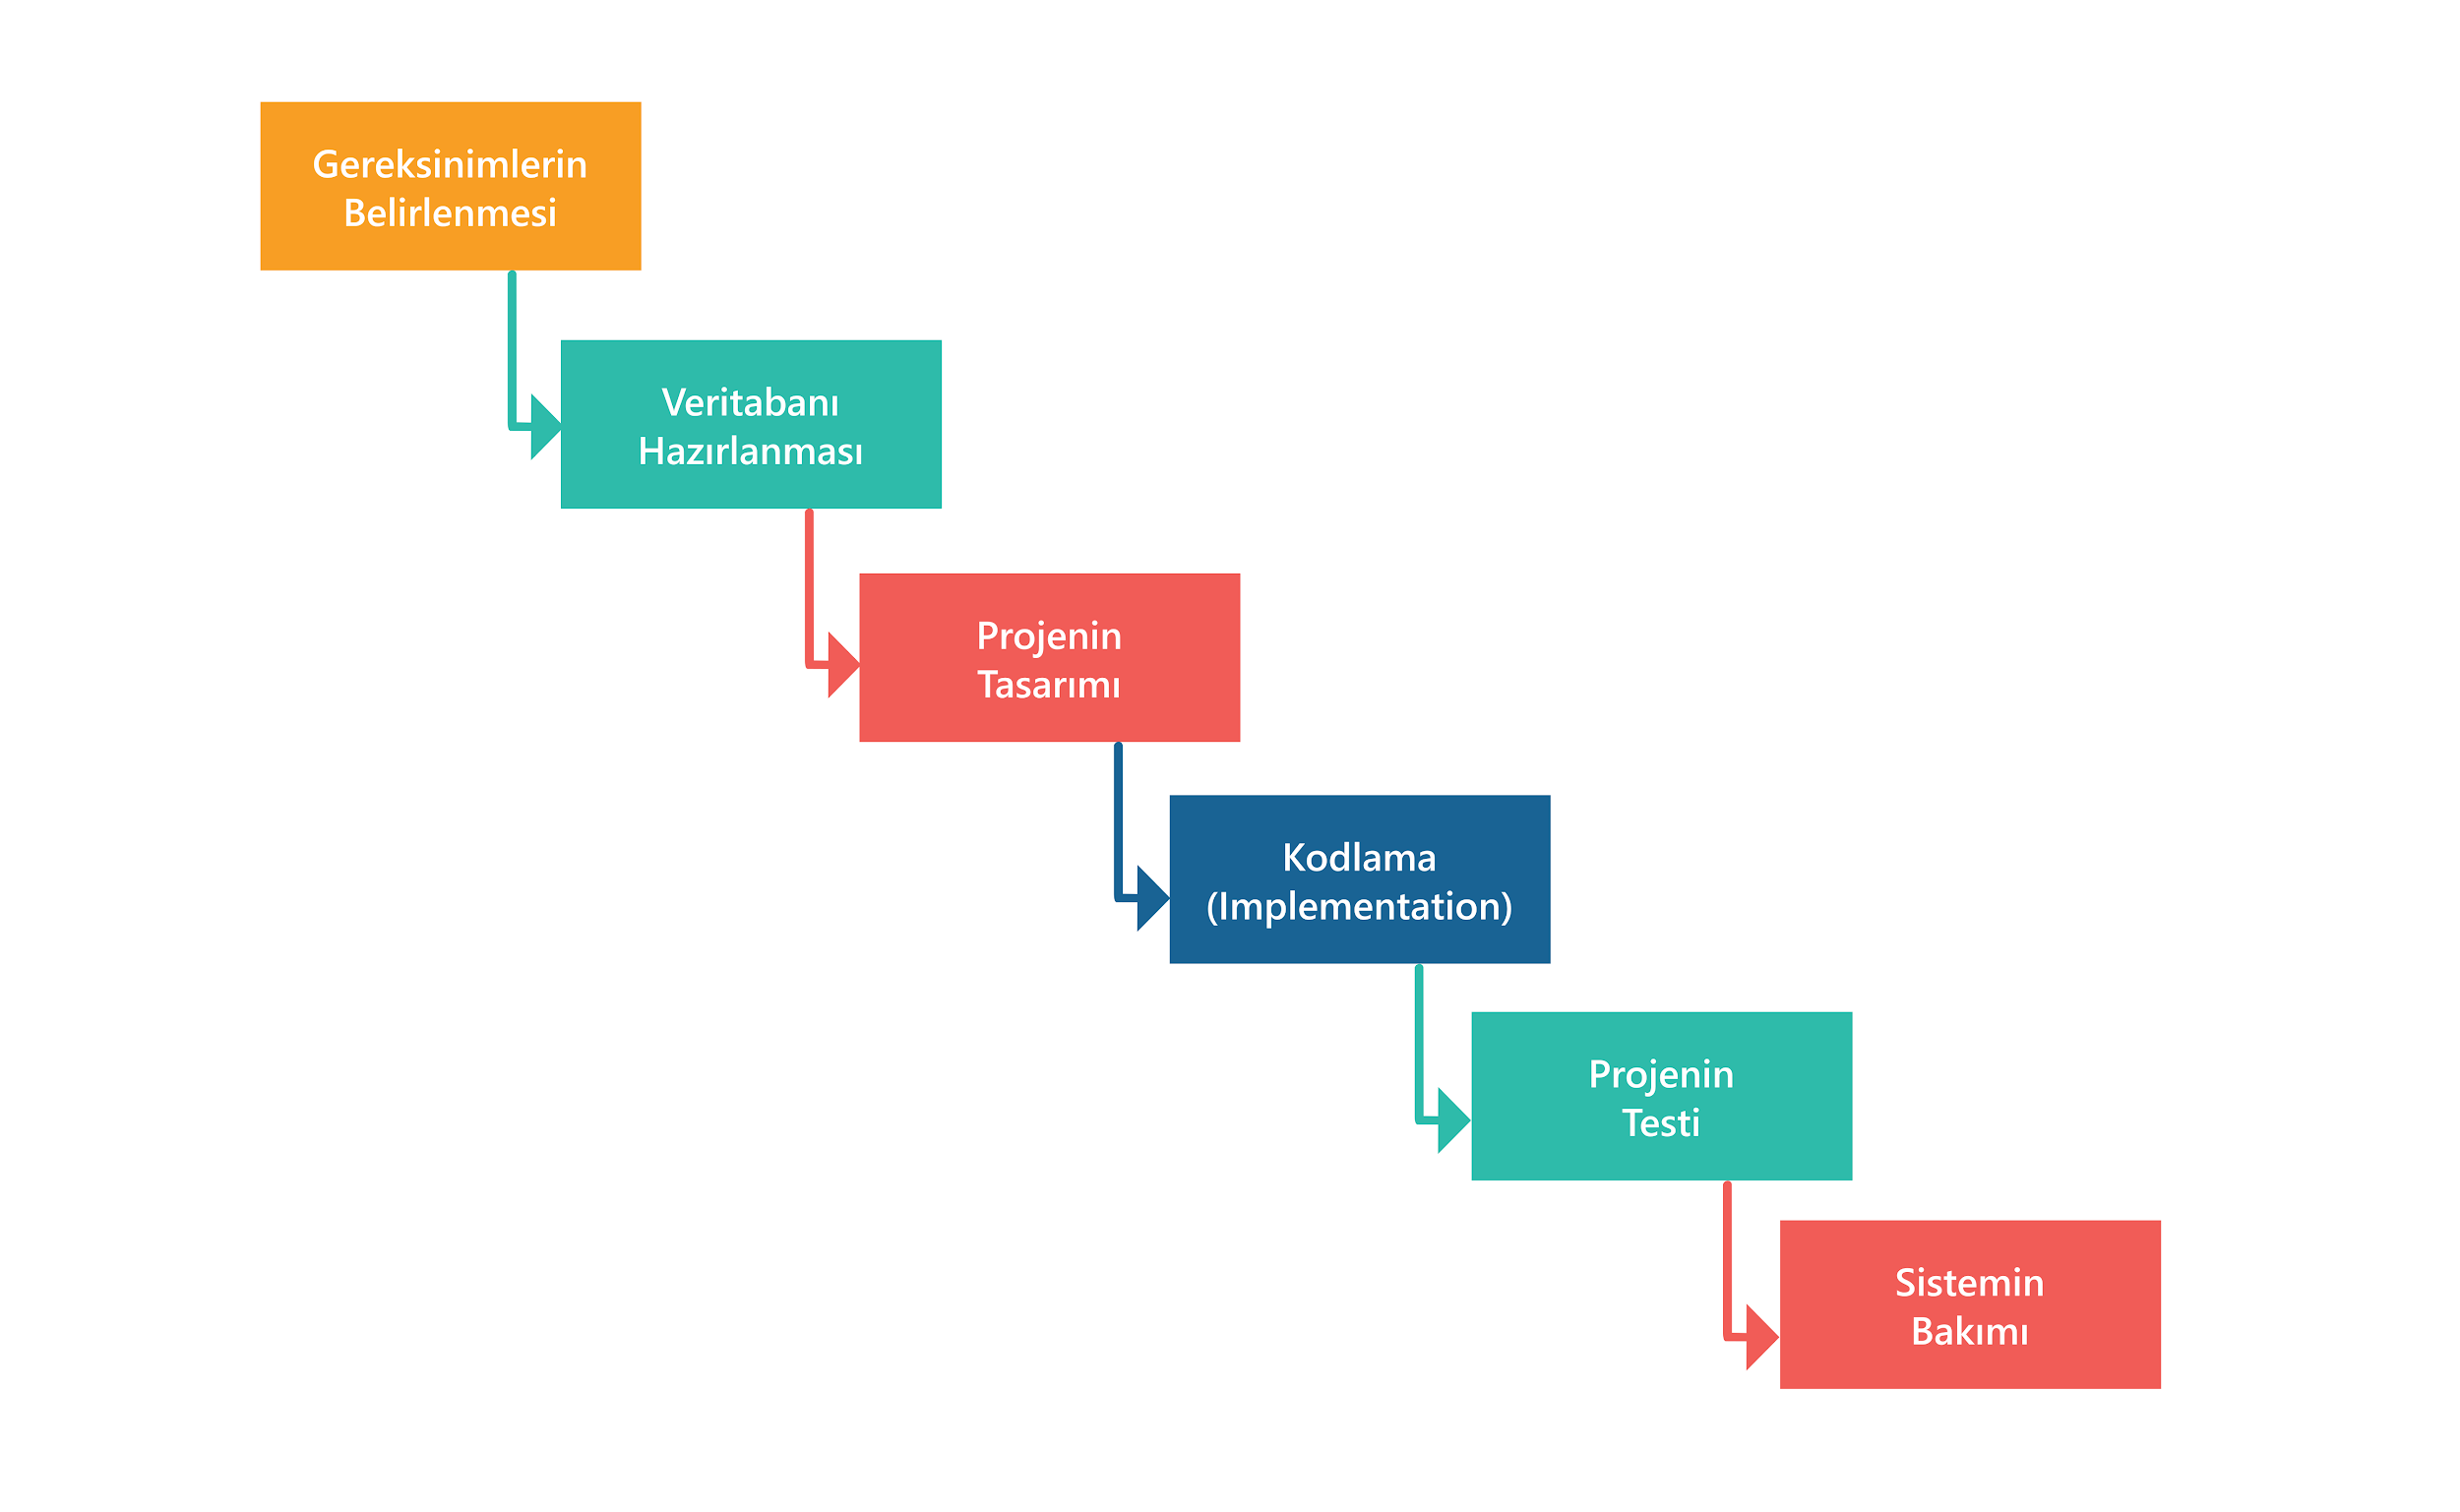 Gereksinimlerin
Belirlenmesi
Veritabanı
Hazırlanması
Projenin
Tasarımı
Kodlama
(Implementation)
Projenin
Testi
Sistemin
Bakımı